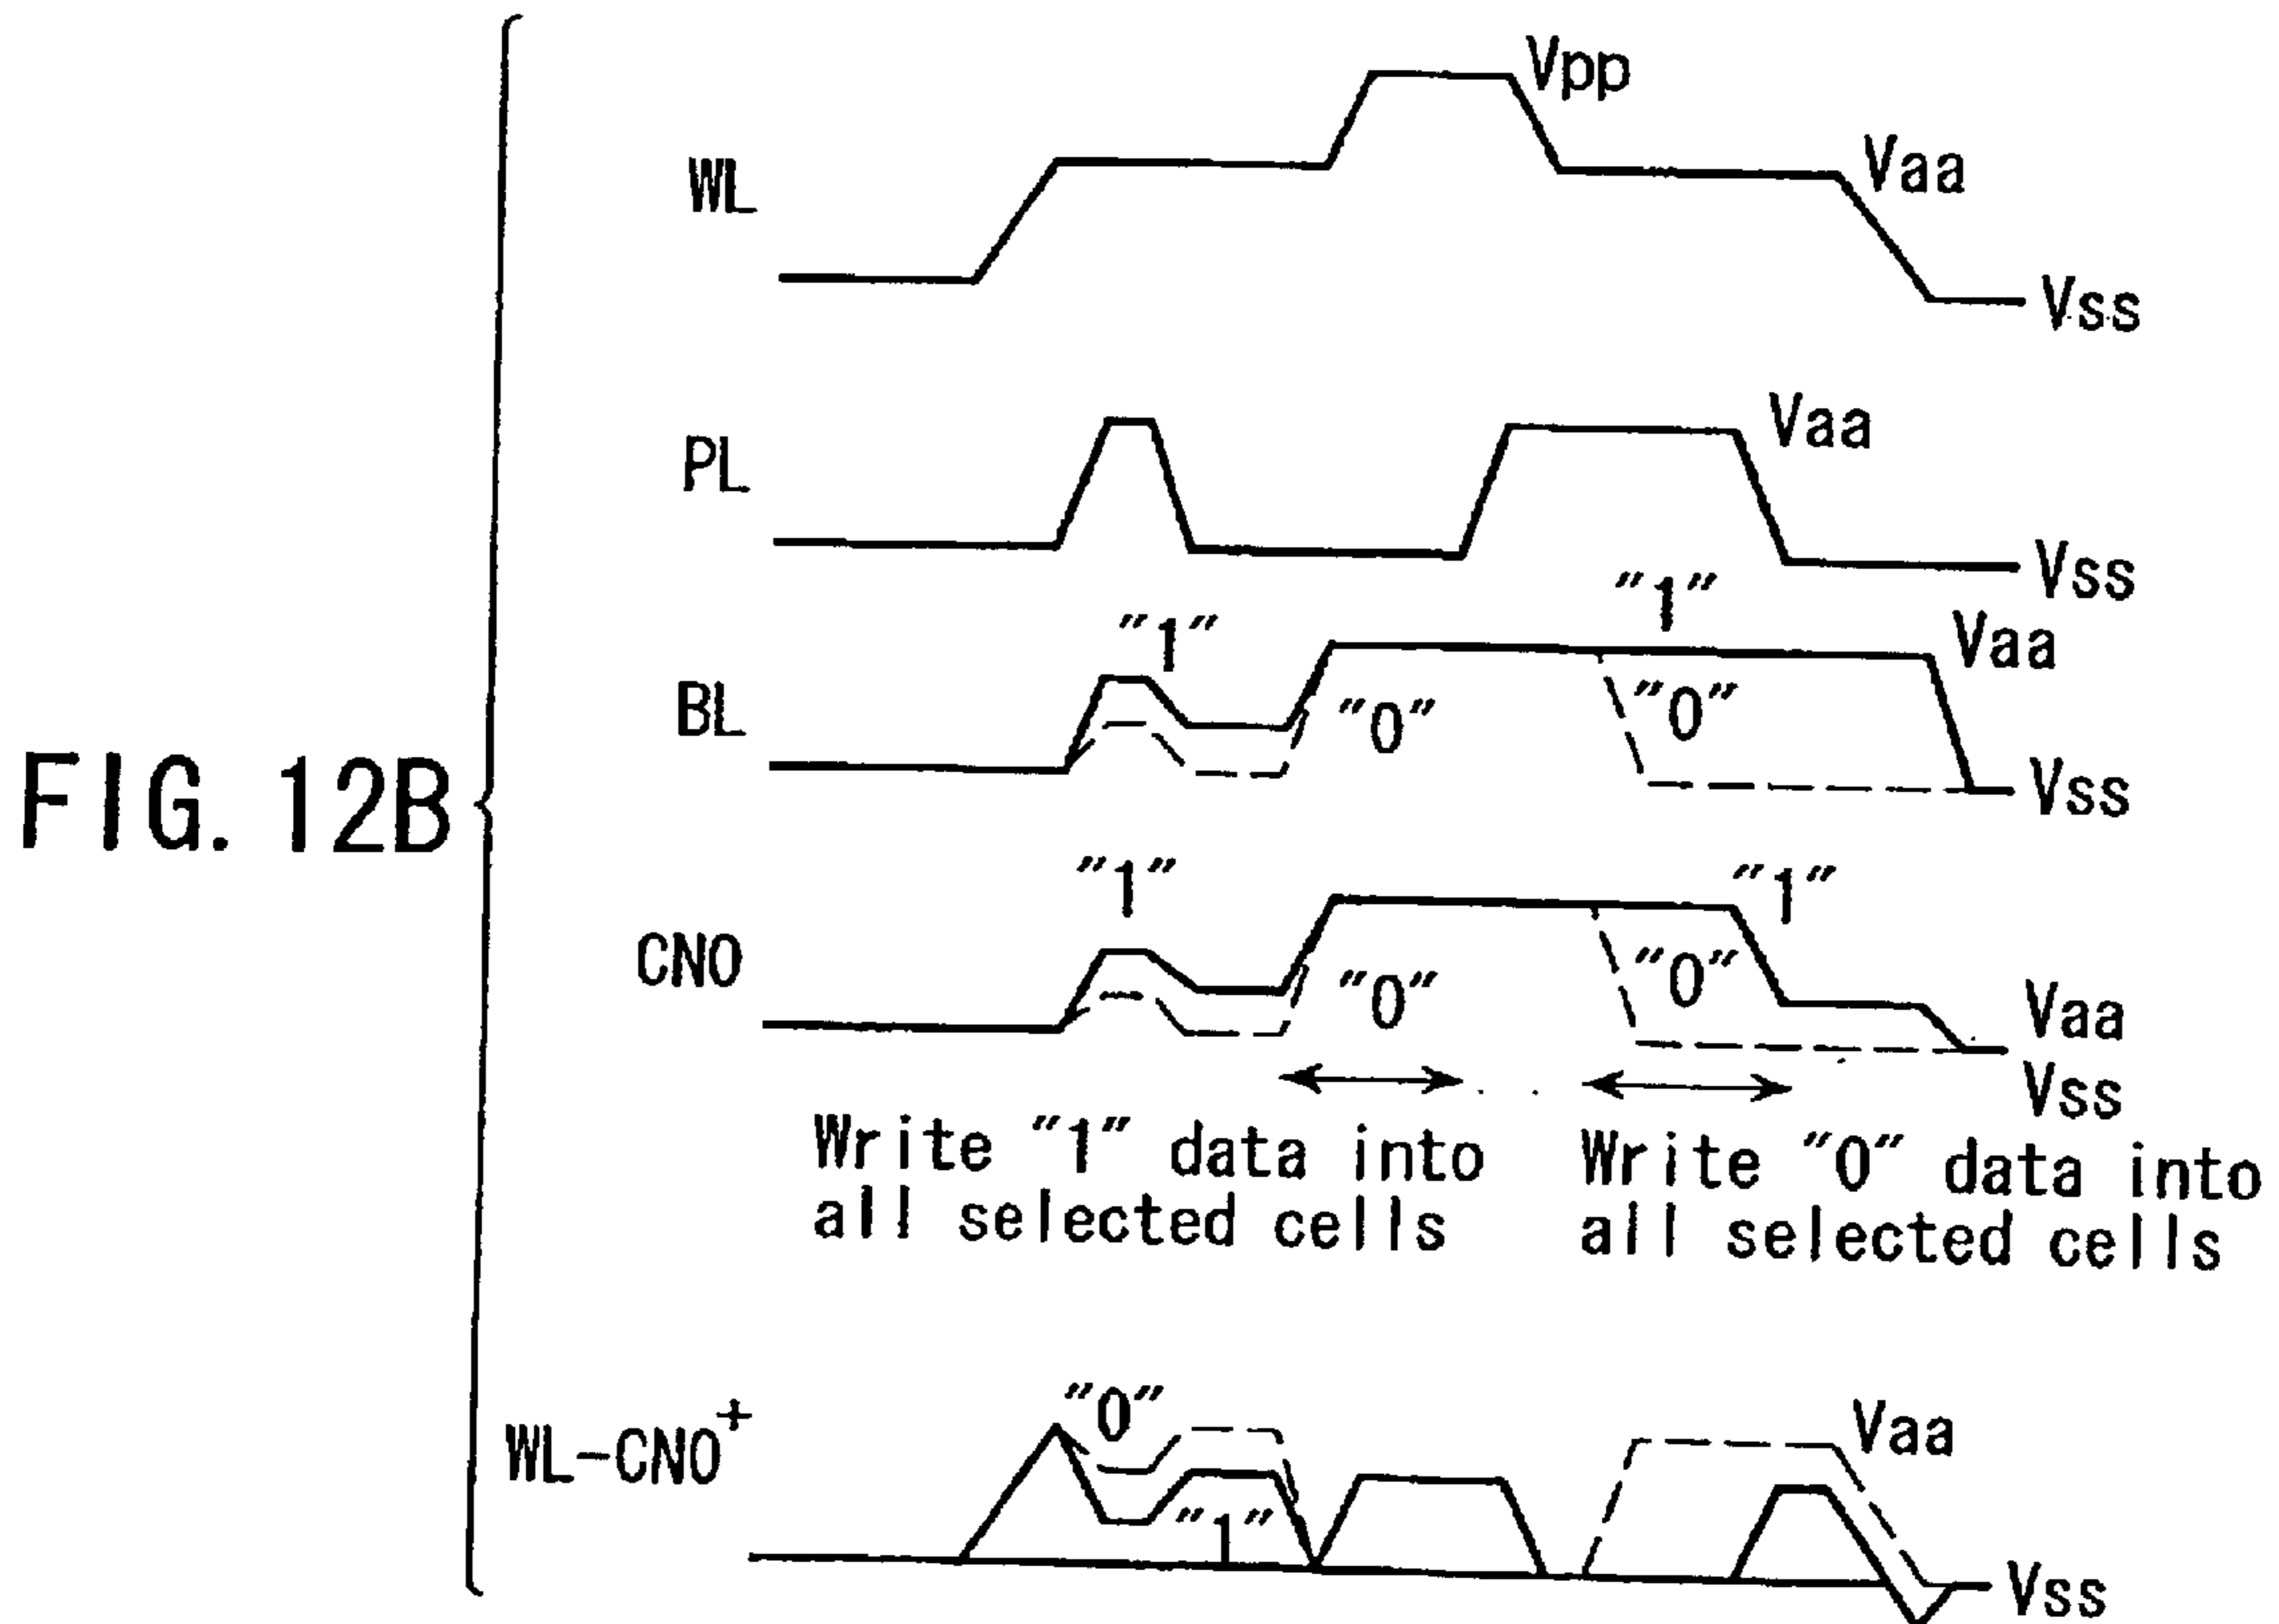 FIG. 12B
WL
Vpp
Vaa
Vss
PL
Vaa
Vss
BL
"1"
"0"
"1"
"0"
Vaa
Vss
CNO
"1"
"0"
"1"
"0"
Vaa
Vss
Write "1" data into
all selected cells
Write "0" data into
all selected cells
WL-CNO+
"0"
"1"
Vaa
Vss